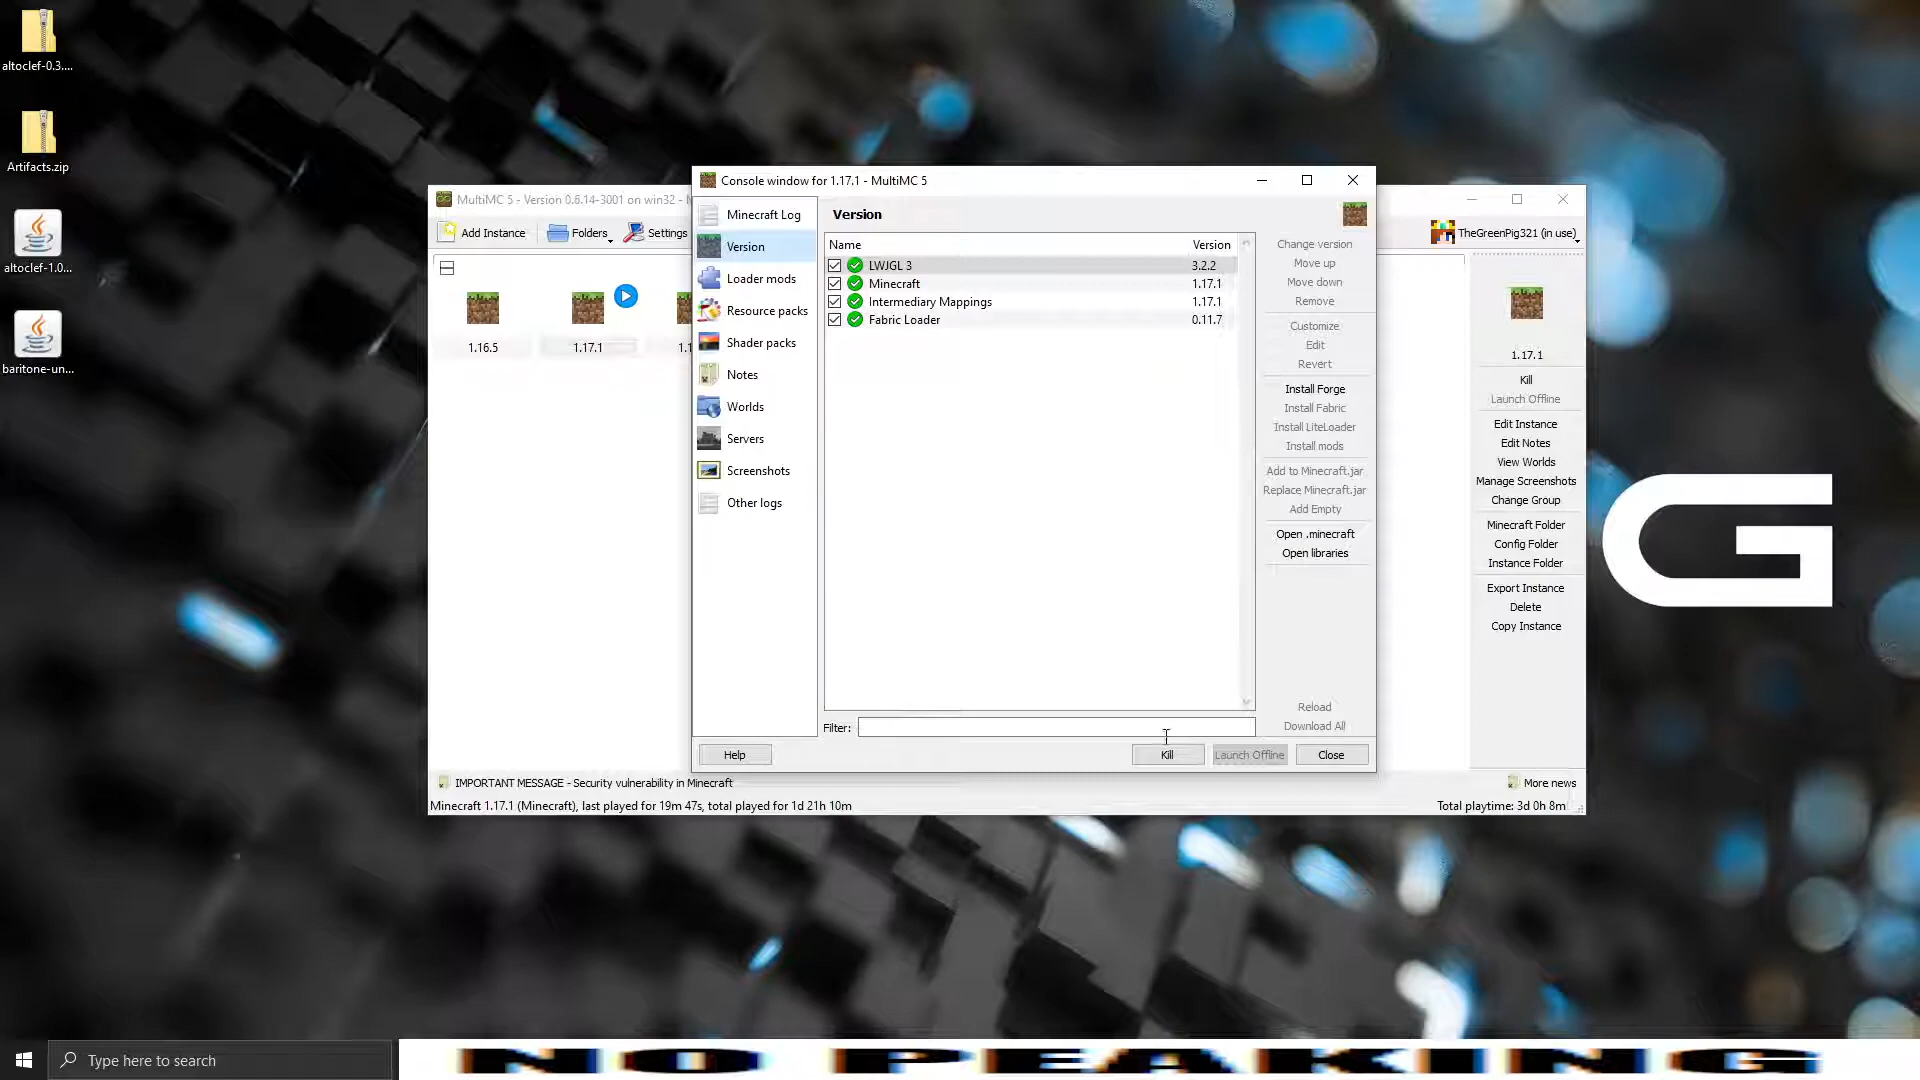 altoclef-0.3....
Artifacts.zip
altoclef-1.0...
baritone-un...
MultiMC 5 - Version 0.6.14-3001 on win32 - M
Add Instance
Folders
Settings
TheGreenPig321 (in use)
1.16.5
1.17.1
1.1
Console window for 1.17.1 - MultiMC 5
Minecraft Log
Version
Loader mods
Resource packs
Shader packs
Notes
Worlds
Servers
Screenshots
Other logs
Version
Name Version
LWJGL 3 3.2.2
Minecraft 1.17.1
Intermediary Mappings 1.17.1
Fabric Loader 0.11.7
Filter:
Change version
Move up
Move down
Remove
Customize
Edit
Revert
Install Forge
Install Fabric
Install LiteLoader
Install mods
Add to Minecraft.jar
Replace Minecraft.jar
Add Empty
Open .minecraft
Open libraries
Reload
Download All
Help
Kill
Launch Offline
Close
1.17.1
Kill
Launch Offline
Edit Instance
Edit Notes
View Worlds
Manage Screenshots
Change Group
Minecraft Folder
Config Folder
Instance Folder
Export Instance
Delete
Copy Instance
IMPORTANT MESSAGE - Security vulnerability in Minecraft
More news
Minecraft 1.17.1 (Minecraft), last played for 19m 47s, total played for 1d 21h 10m
Total playtime: 3d 0h 8m
G
Type here to search
NO PEAKING